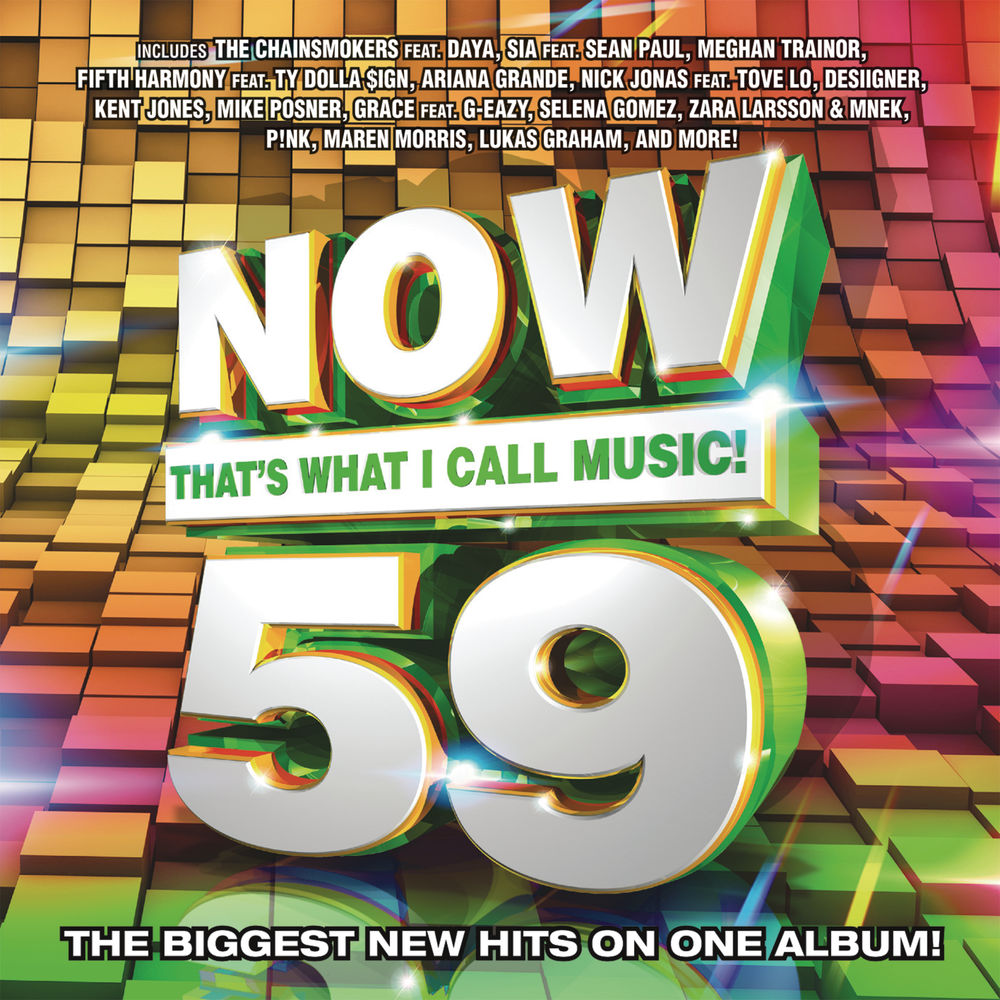 INCLUDES THE CHAINSMOKERS FEAT. DAYA, SIA FEAT. SEAN PAUL, MEGHAN TRAINOR,
FIFTH HARMONY FEAT. TY DOLLA $IGN, ARIANA GRANDE, NICK JONAS FEAT. TOVE LO, DESIIGNER,
KENT JONES, MIKE POSNER, GRACE FEAT. G-EAZY, SELENA GOMEZ, ZARA LARSSON & MNEK,
P!NK, MAREN MORRIS, LUKAS GRAHAM, AND MORE!
NOW
THAT'S WHAT I CALL MUSIC!
59
THE BIGGEST NEW HITS ON ONE ALBUM!